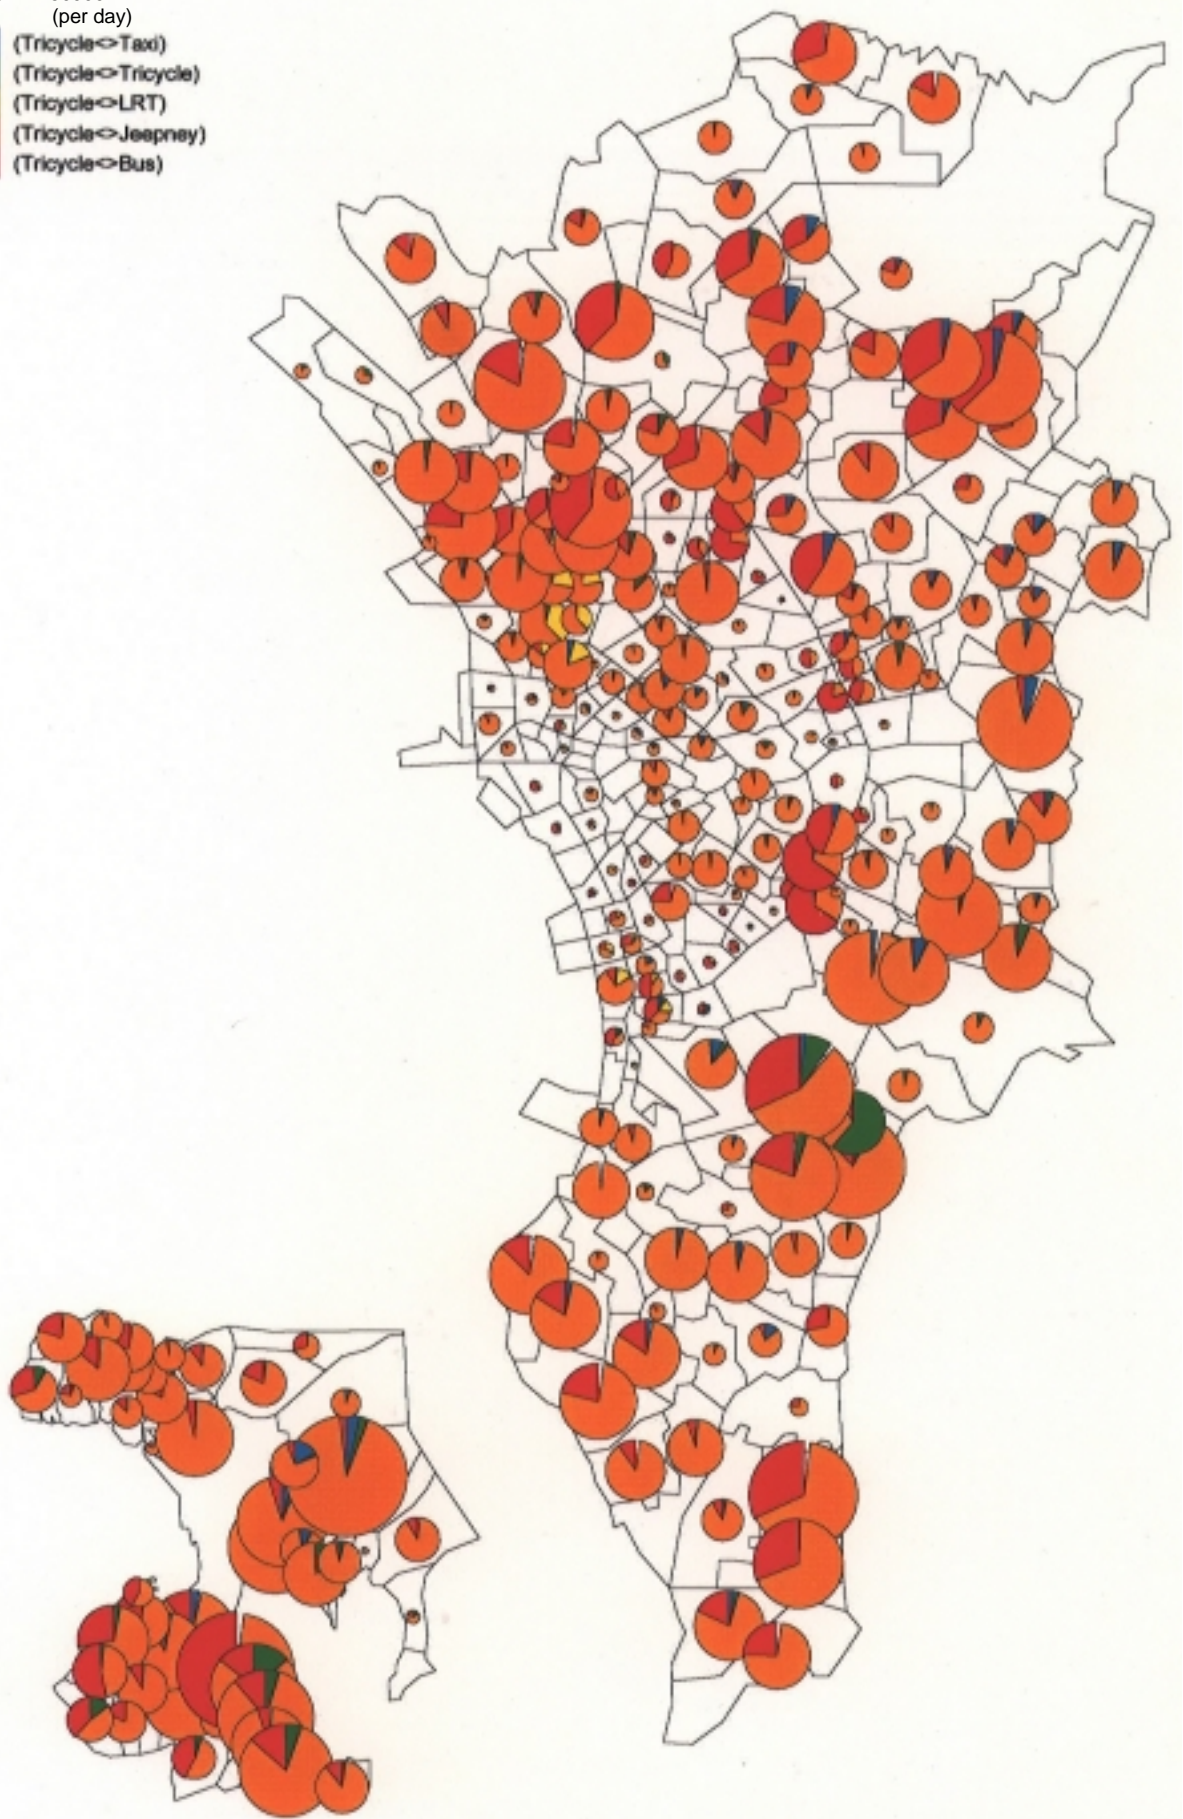 (per day)
(Tricycle<>Taxi)
(Tricycle<>Tricycle)
(Tricycle<>LRT)
(Tricycle<>Jeepney)
(Tricycle<>Bus)